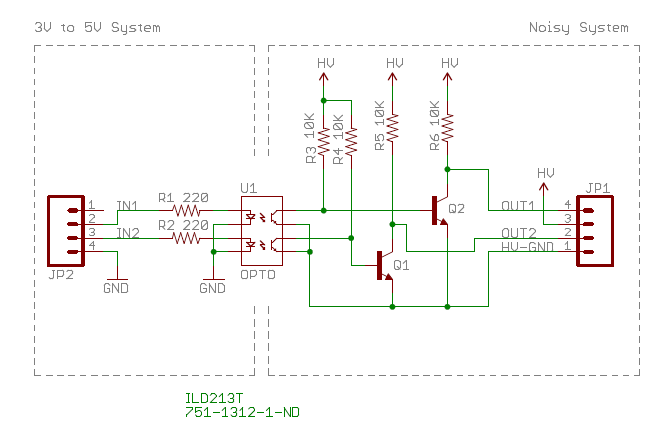 3V to 5V System
Noisy System
HV
HV
HV
R3 10K
R4 10K
R5 10K
R6 10K
HV
JP1
R1 220
U1
1
IN1
Q2
OUT1
4
2
R2 220
3
3
IN2
OUT2
2
4
HV-GND
1
JP2
GND
GND
OPTO
Q1
ILD213T
751-1312-1-ND